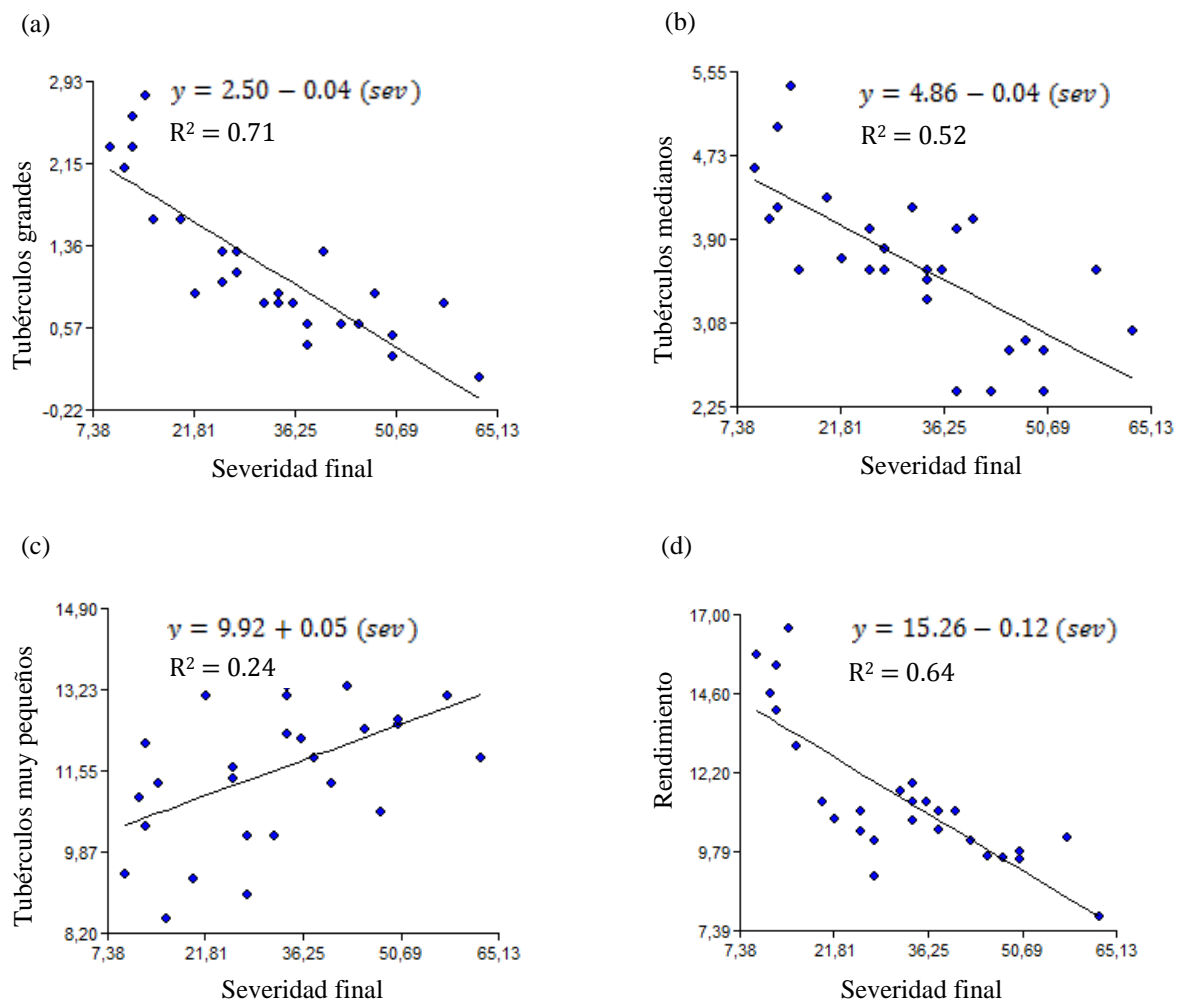 (a)
y = 2.50 − 0.04 (sev)
R² = 0.71
Tubérculos grandes
2,93
2,15
1,36
0,57
-0,22
7,38 21,81 36,25 50,69 65,13
Severidad final
(b)
y = 4.86 − 0.04 (sev)
R² = 0.52
Tubérculos medianos
5,55
4,73
3,90
3,08
2,25
7,38 21,81 36,25 50,69 65,13
Severidad final
(c)
y = 9.92 + 0.05 (sev)
R² = 0.24
Tubérculos muy pequeños
14,90
13,23
11,55
9,87
8,20
7,38 21,81 36,25 50,69 65,13
Severidad final
(d)
y = 15.26 − 0.12 (sev)
R² = 0.64
Rendimiento
17,00
14,60
12,20
9,79
7,39
7,38 21,81 36,25 50,69 65,13
Severidad final